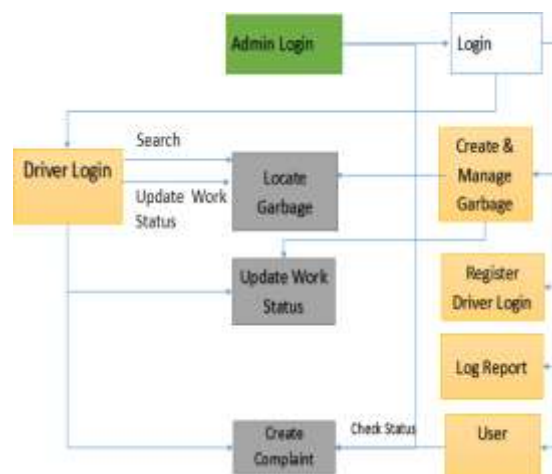 Admin Login
Login
Driver Login
Search
Update Work
Status
Locate
Garbage
Create &
Manage
Garbage
Update Work
Status
Register
Driver Login
Log Report
Create
Complaint
Check Status
User